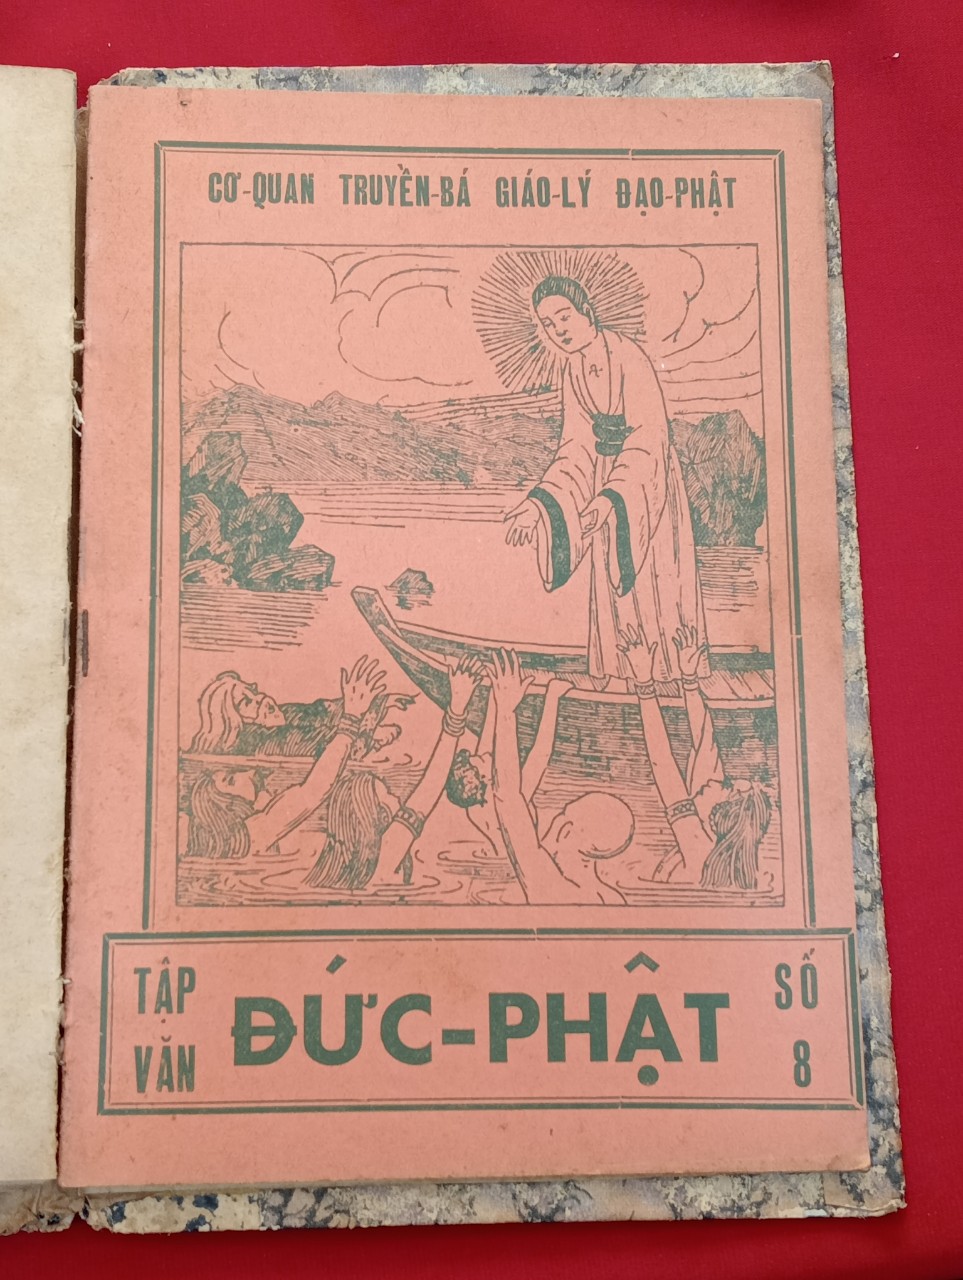 CƠ-QUAN TRUYỀN-BÁ GIÁO-LÝ ĐẠO-PHẬT
TẬP
VĂN
ĐỨC-PHẬT
SỐ
8